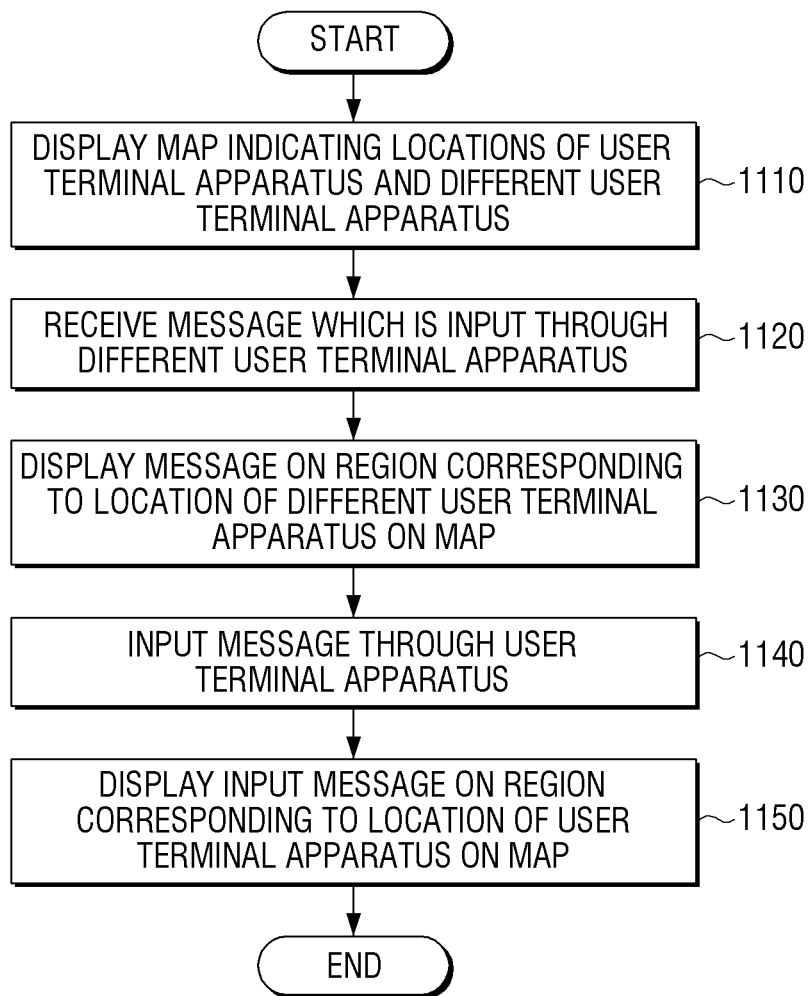 START
DISPLAY MAP INDICATING LOCATIONS OF USER
TERMINAL APPARATUS AND DIFFERENT USER
TERMINAL APPARATUS
1110
RECEIVE MESSAGE WHICH IS INPUT THROUGH
DIFFERENT USER TERMINAL APPARATUS
1120
DISPLAY MESSAGE ON REGION CORRESPONDING
TO LOCATION OF DIFFERENT USER TERMINAL
APPARATUS ON MAP
1130
INPUT MESSAGE THROUGH USER
TERMINAL APPARATUS
1140
DISPLAY INPUT MESSAGE ON REGION
CORRESPONDING TO LOCATION OF USER
TERMINAL APPARATUS ON MAP
1150
END